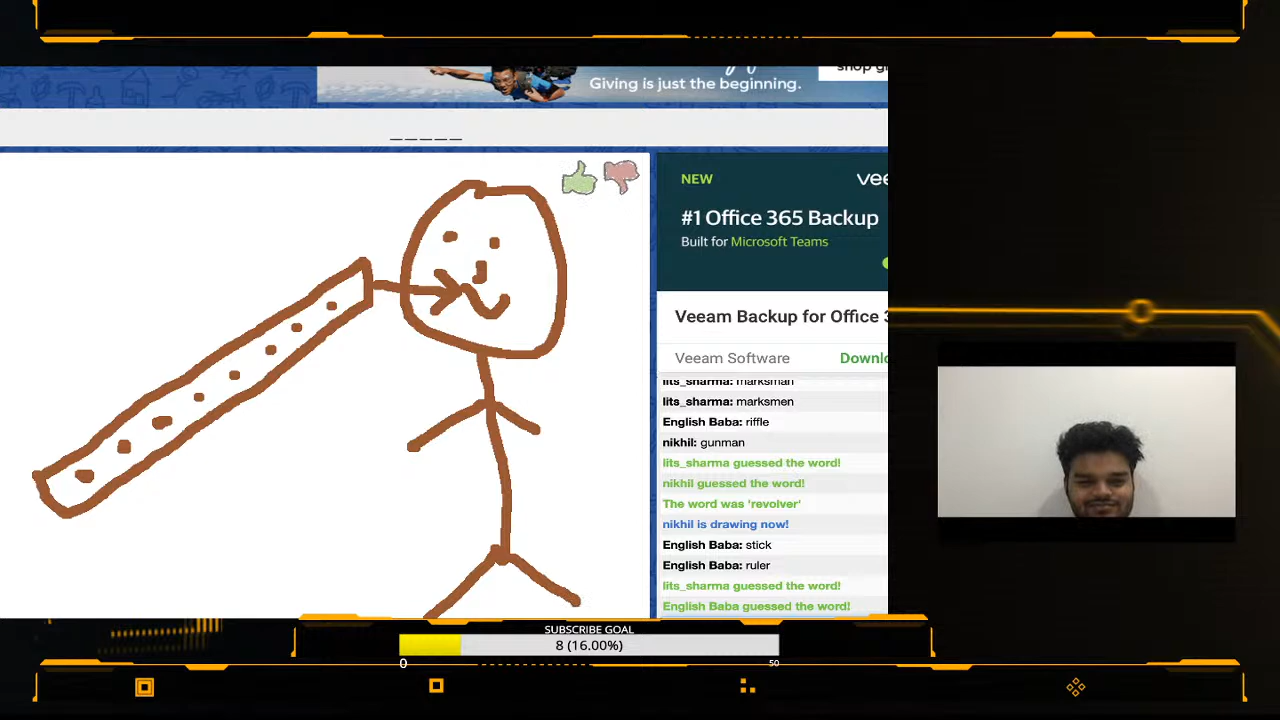 Giving is just the beginning.
_____
NEW
#1 Office 365 Backup
Built for Microsoft Teams
Veeam Backup for Office
Veeam Software
lits_sharma: marksman
lits_sharma: marksmen
English Baba: riffle
nikhil: gunman
lits_sharma guessed the word!
nikhil guessed the word!
The word was 'revolver'
nikhil is drawing now!
English Baba: stick
English Baba: ruler
lits_sharma guessed the word!
English Baba guessed the word!
SUBSCRIBE GOAL
8 (16.00%)
0
50